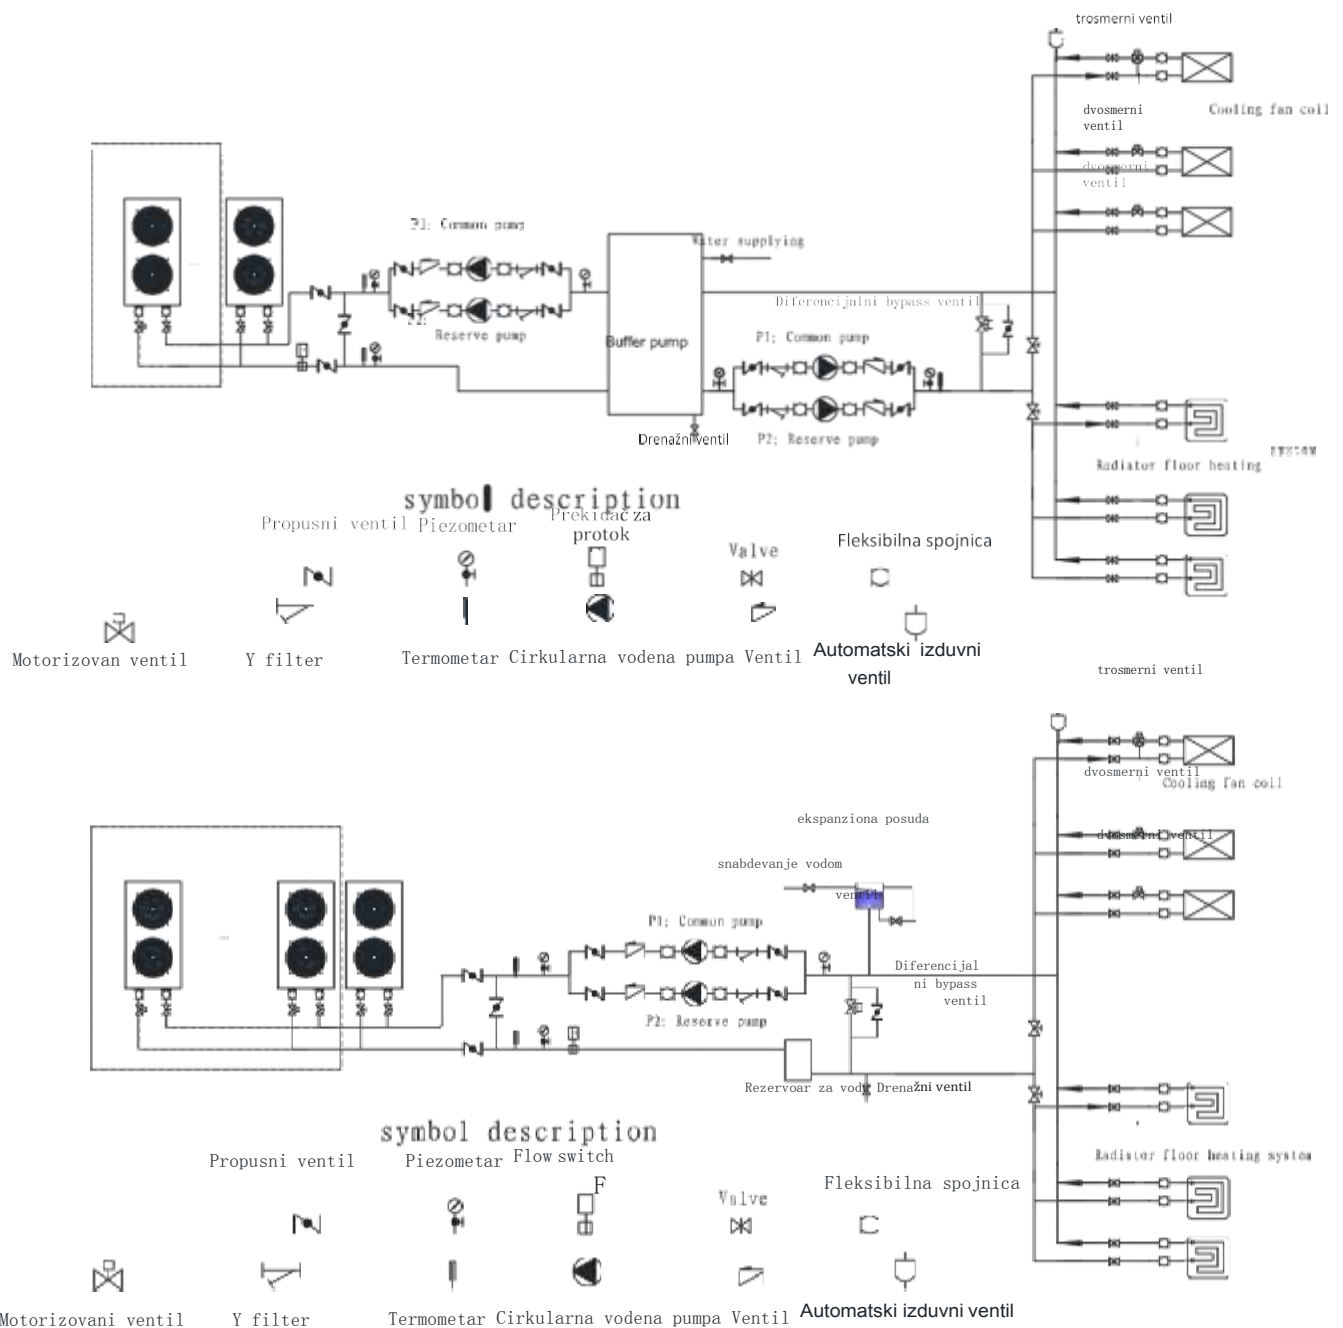 trosmerni ventil
Cooling fan coil
dvosmerni
ventil
dvosmerni
ventil
P1: Common pump
Water supplying
Diferencijalni bypass ventil
P2:
Reserve pump
Buffer pump
P1; Common pump
Drenažni ventil
P2; Reserve pump
Radiator floor heating
symbol description
Propusni ventil
Piezometar
Prekidač za
protok
Valve
Fleksibilna spojnica
Motorizovan ventil
Y filter
Termometar
Cirkularna vodena pumpa
Ventil
Automatski izduvni
ventil
trosmerni ventil
dvosmerni ventil
Cooling fan coil
dvosmerni ventil
ekspanziona posuda
snabdevanje vodom
ventil
P1; Common pump
Diferencijal
ni bypass
ventil
P2: Reserve pump
Rezervoar za vodu
Drenažni ventil
Radiator floor heating system
symbol description
Propusni ventil
Piezometar
Flow switch
F
Valve
Fleksibilna spojnica
Motorizovani ventil
Y filter
Termometar
Cirkularna vodena pumpa
Ventil
Automatski izduvni ventil